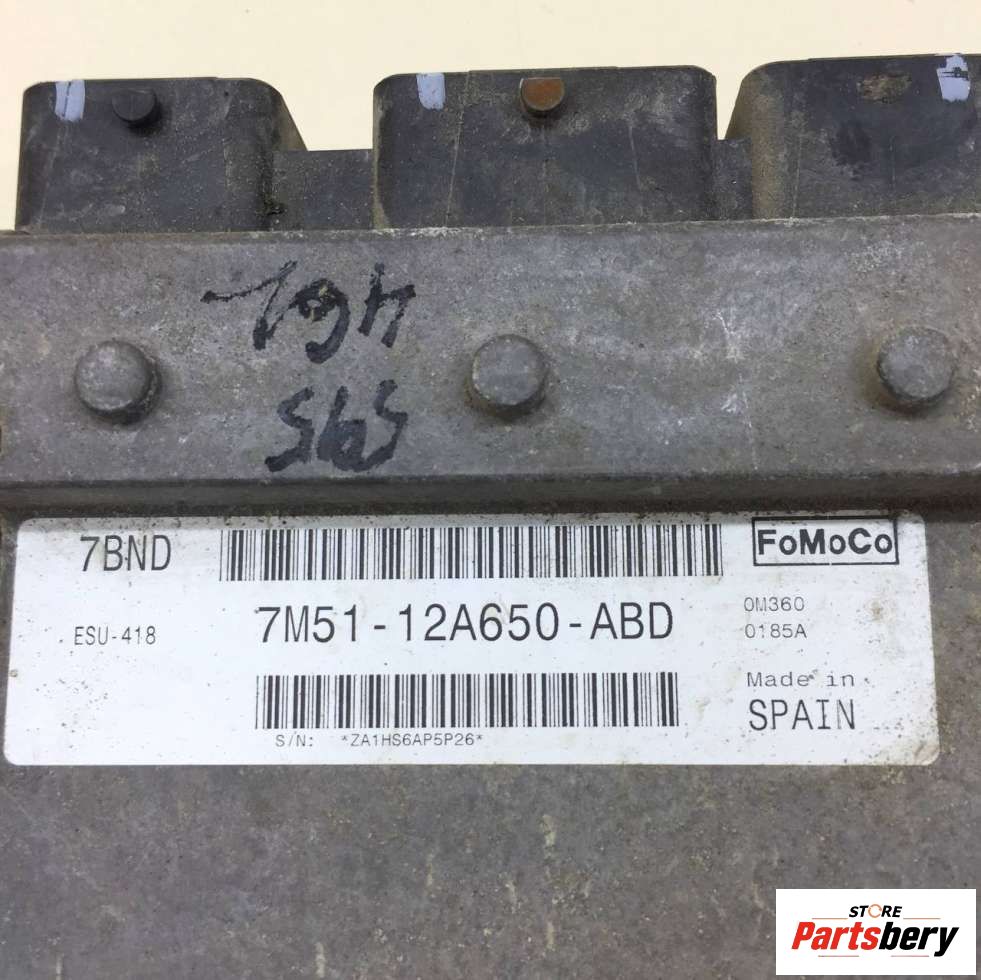 7BND
FoMoCo
7M51-12A650-ABD
ESU-418
0M360
0185A
Made in
SPAIN
S/N: *ZA1HS6AP5P26*
STORE
Partsbery